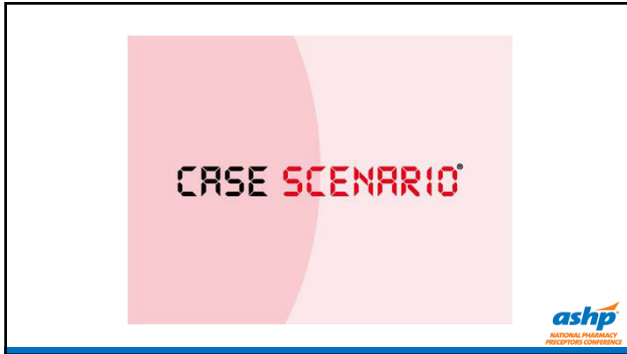 CASE SCENARIO®
ashp
NATIONAL PHARMACY
PRECEPTORS CONFERENCE